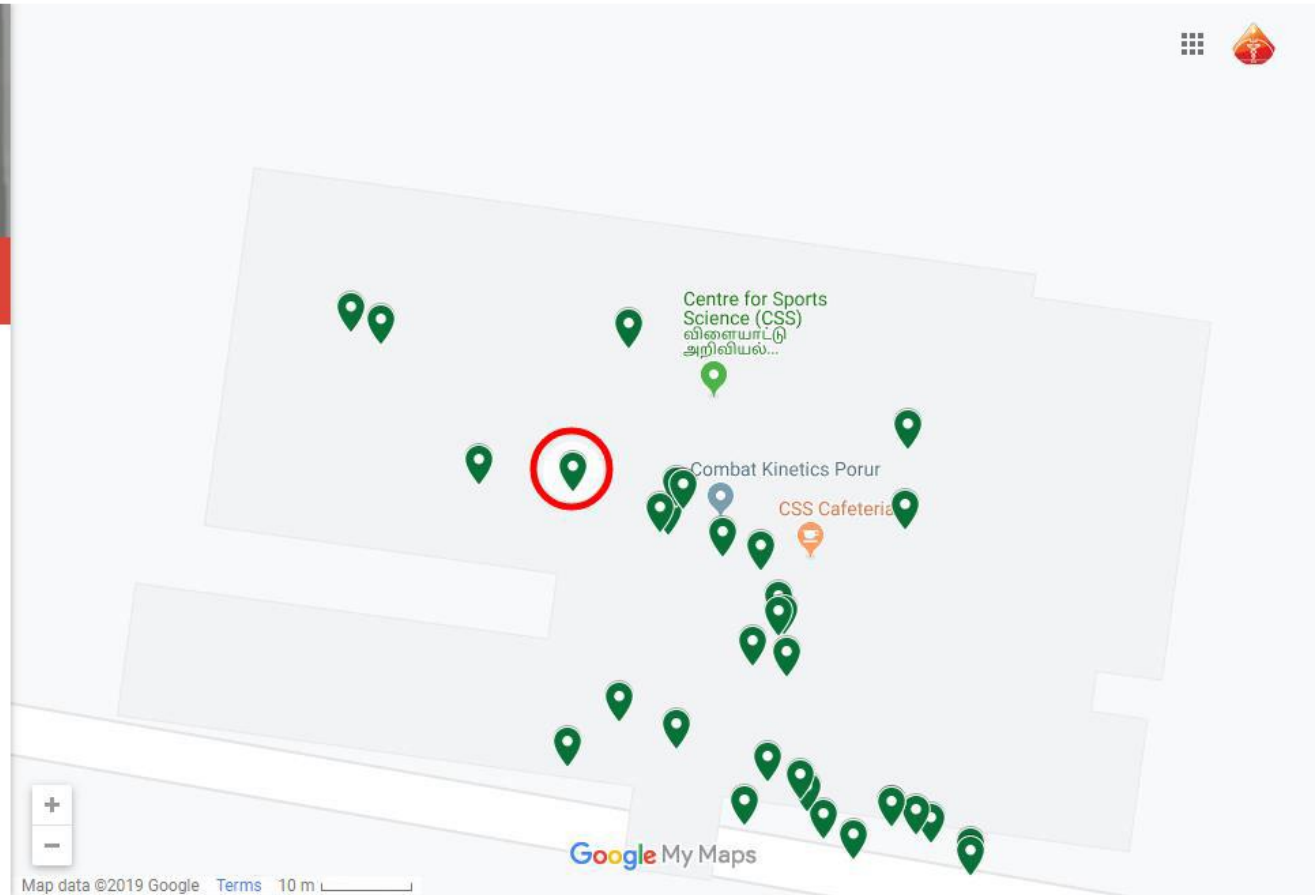 Centre for Sports
Science (CSS)
விளையாட்டு
அறிவியல்...
Combat Kinetics Porur
CSS Cafeteria
+
−
Google My Maps
Map data ©2019 Google Terms 10 m